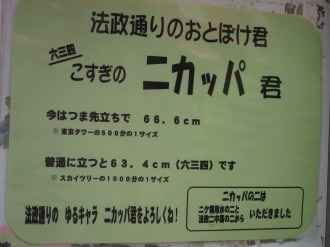 法政通りのおとぼけ君
六三四
こすぎの ニカッパ 君
今はつま先立ちで 66.6cm
※東京タワーの500分の1サイズ
普通に立つと63.4cm(六三四)です
※スカイツリーの1000分の1サイズ
ニカッパの二は
ニケ領用水のこと
法政二中高の二から いただきました
法政通りの ゆるキャラ ニカッパ君をよろしくね!